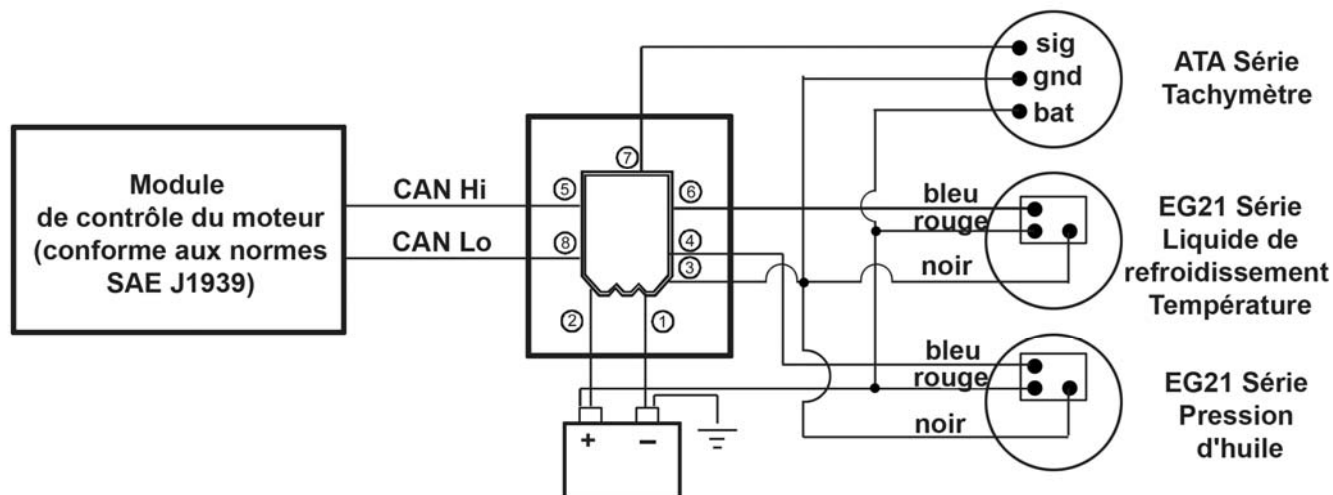 Module
de contrôle du moteur
(conforme aux normes
SAE J1939)
CAN Hi
CAN Lo
5
8
7
6
4
3
2
1
+
−
sig
gnd
bat
ATA Série
Tachymètre
bleu
rouge
noir
EG21 Série
Liquide de
refroidissement
Température
bleu
rouge
noir
EG21 Série
Pression
d'huile